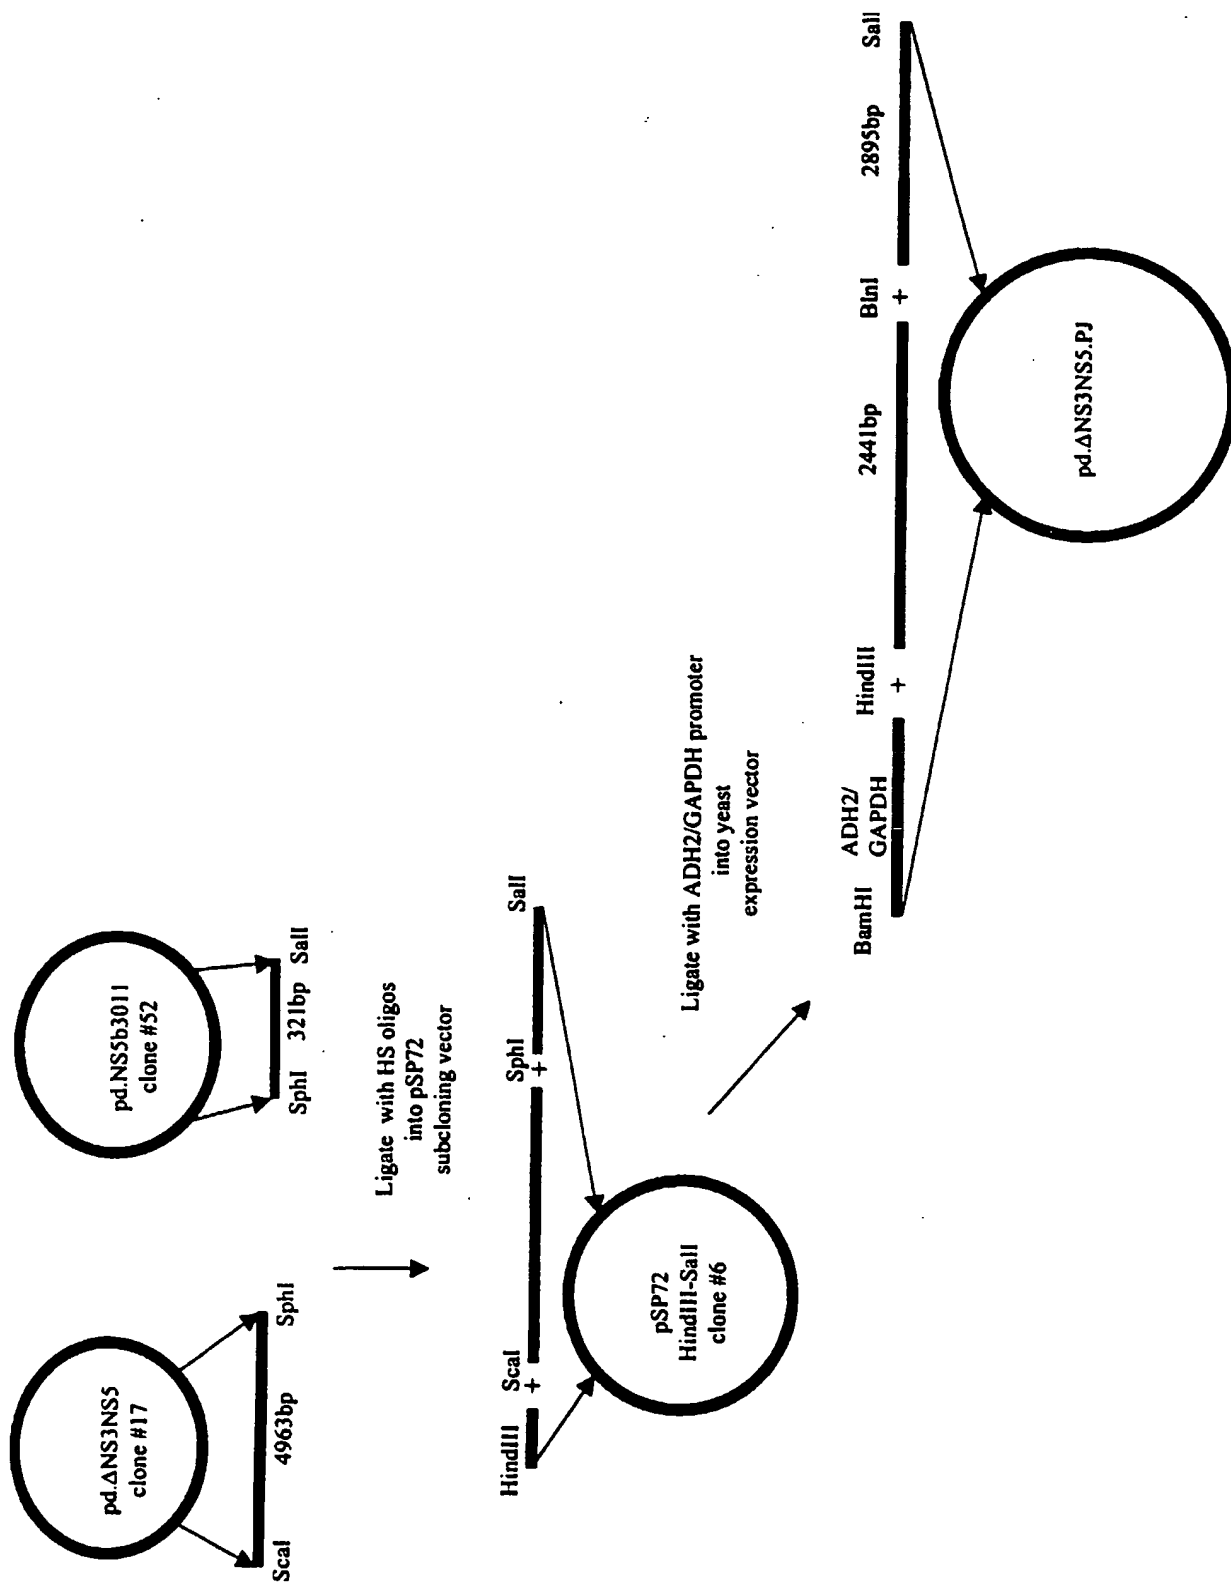 pd.ΔNS3NS5
clone #17
ScaI
4963bp
SphI
pd.NS5b3011
clone #52
SphI
321bp
SalI
Ligate with HS oligos
into pSP72
subcloning vector
HindIII
ScaI
+
SphI
+
SalI
pSP72
HindIII-SalI
clone #6
Ligate with ADH2/GAPDH promoter
into yeast
expression vector
BamHI
ADH2/
GAPDH
HindIII
+
2441bp
BlnI
+
2895bp
SalI
pd.ΔNS3NS5.PJ